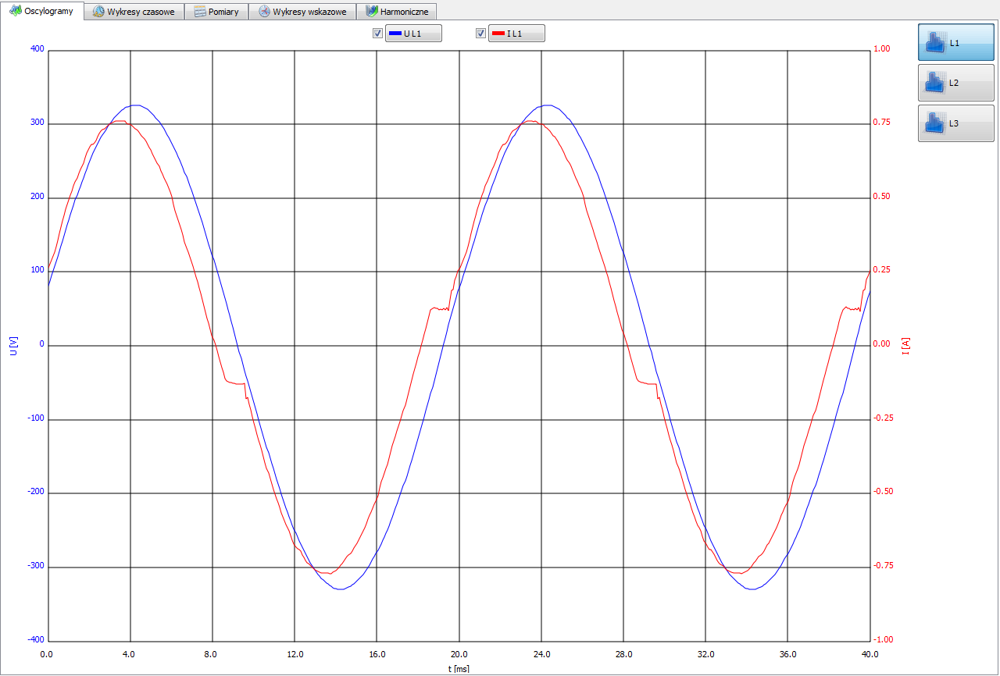 Oscylogramy Wykresy czasowe Pomiary Wykresy wskazowe Harmoniczne
U L1 I L1
L1
L2
L3
400
300
200
100
0
-100
-200
-300
-400
U [V]
1.00
0.75
0.50
0.25
0.00
-0.25
-0.50
-0.75
-1.00
I [A]
0.0 4.0 8.0 12.0 16.0 20.0 24.0 28.0 32.0 36.0 40.0
t [ms]